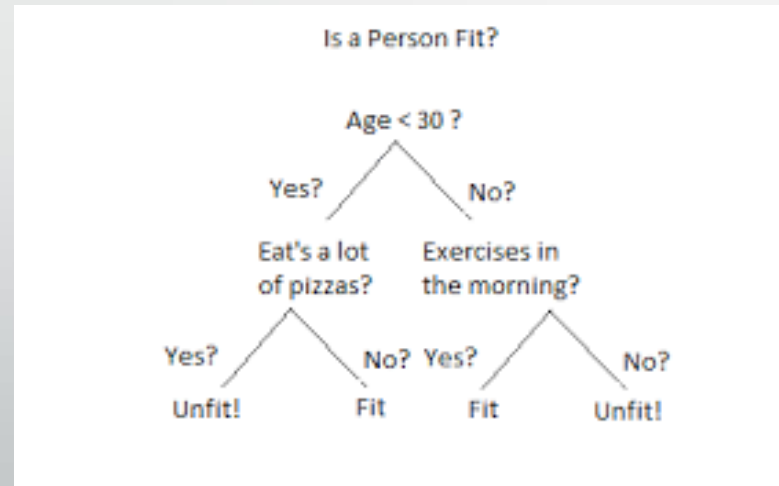 Is a Person Fit?
Age < 30 ?
Yes?
No?
Eat's a lot
of pizzas?
Exercises in
the morning?
Yes?
No?
Yes?
No?
Unfit!
Fit
Fit
Unfit!